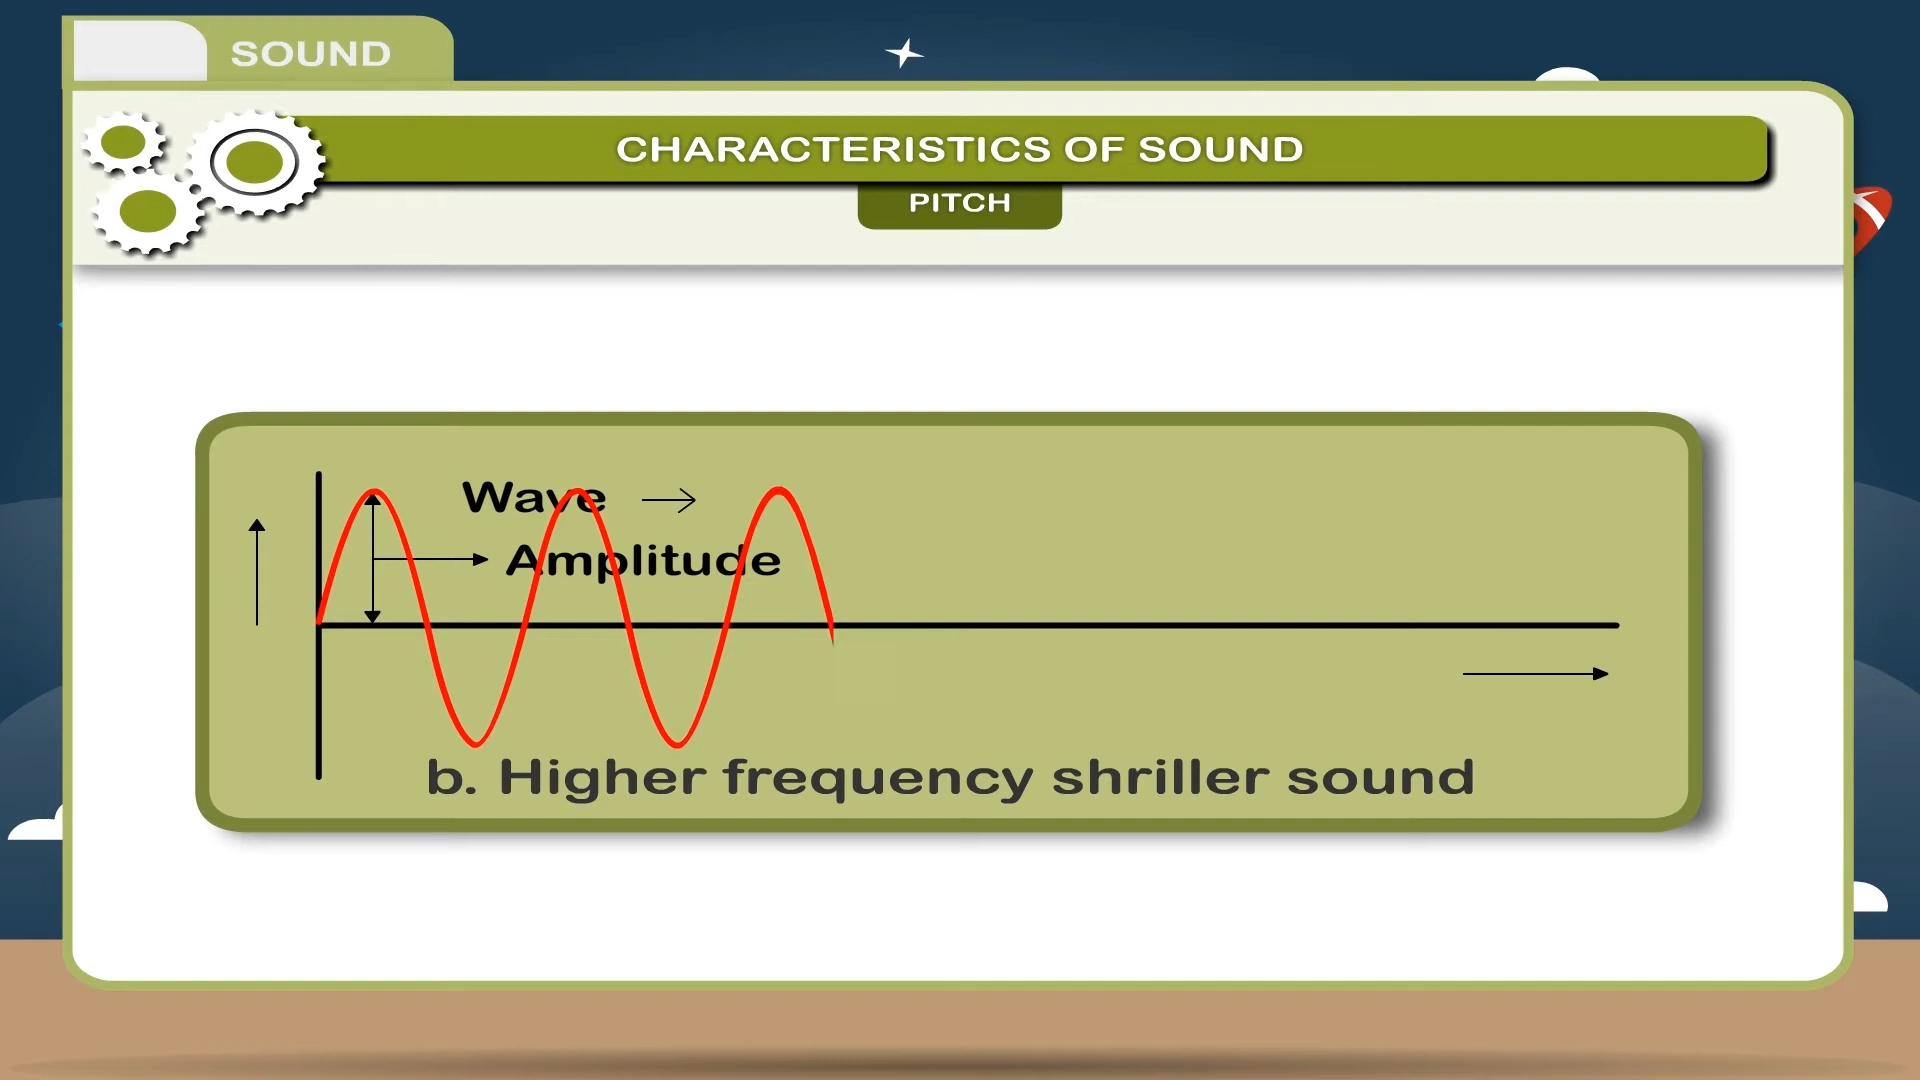 SOUND
CHARACTERISTICS OF SOUND
PITCH
Wave
Amplitude
b. Higher frequency shriller sound